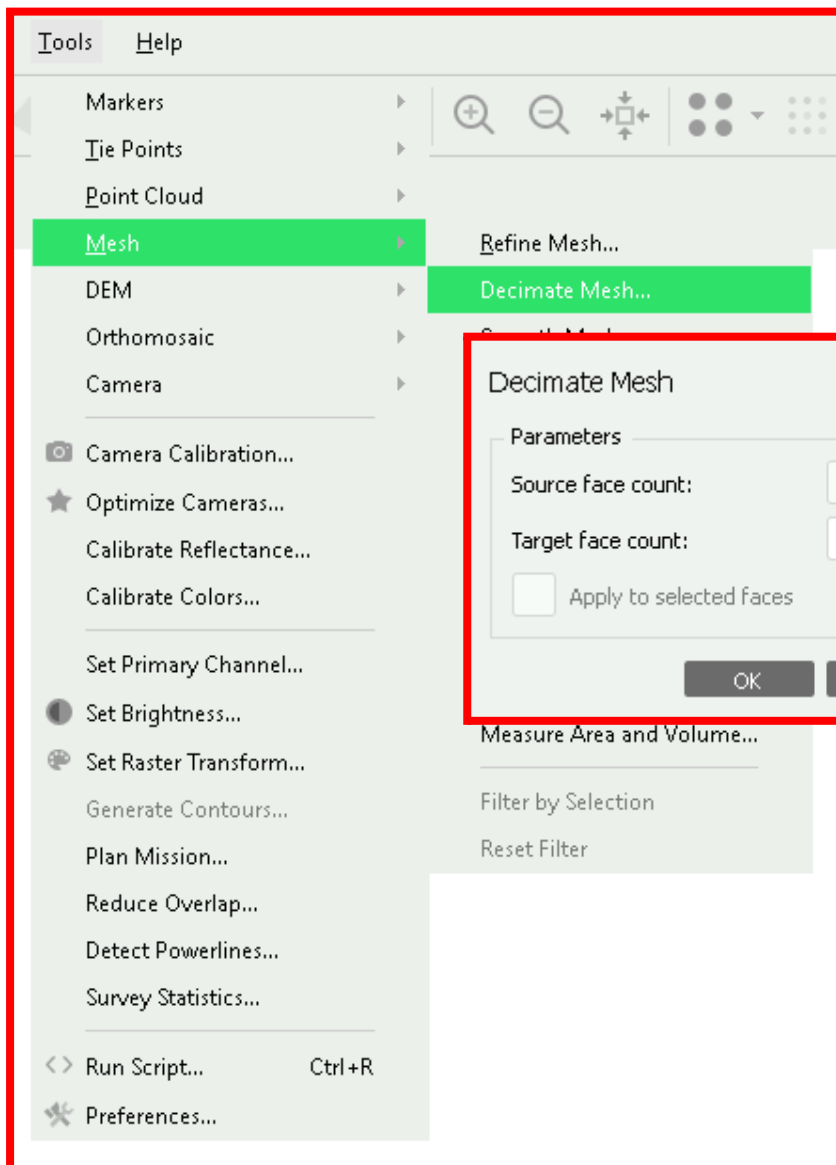 Tools Help
Markers
Tie Points
Point Cloud
Mesh
DEM
Orthomosaic
Camera
Camera Calibration...
Optimize Cameras...
Calibrate Reflectance...
Calibrate Colors...
Set Primary Channel...
Set Brightness...
Set Raster Transform...
Generate Contours...
Plan Mission...
Reduce Overlap...
Detect Powerlines...
Survey Statistics...
Run Script... Ctrl+R
Preferences...
Refine Mesh...
Decimate Mesh...
Decimate Mesh
Parameters
Source face count:
Target face count:
Apply to selected faces
OK
Measure Area and Volume...
Filter by Selection
Reset Filter